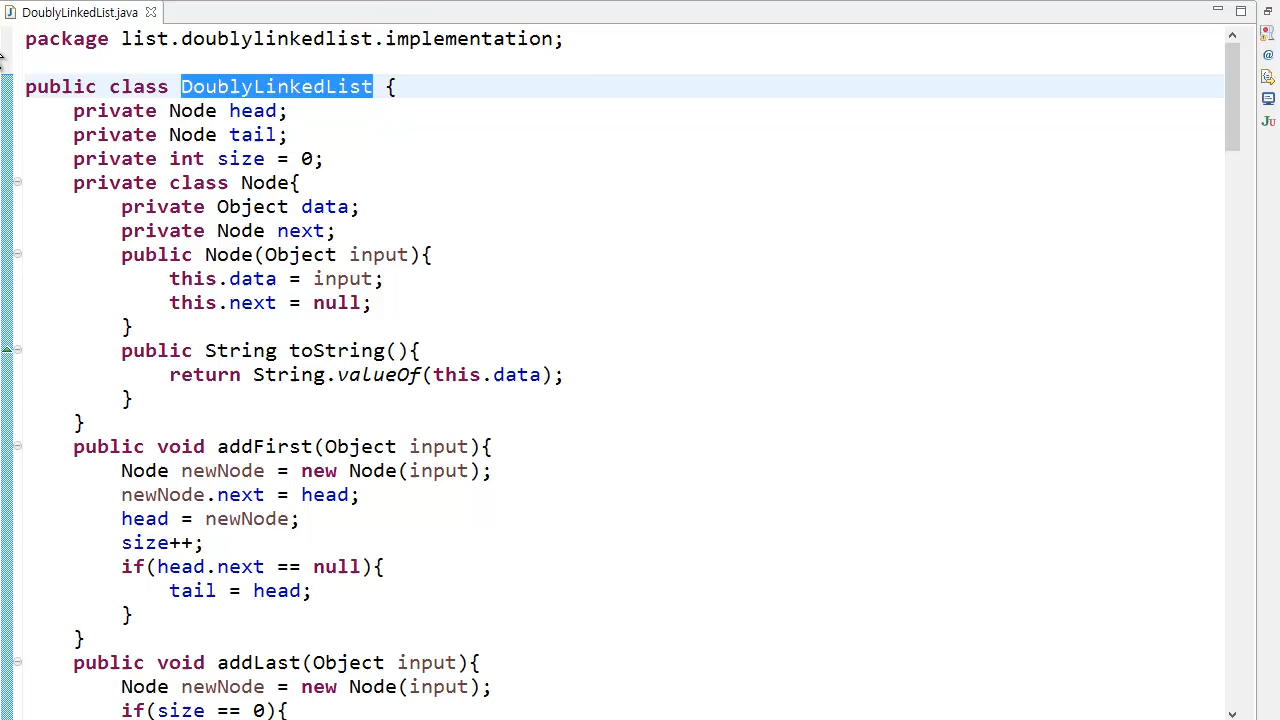 DoublyLinkedList.java
package list.doublylinkedlist.implementation;
public class DoublyLinkedList {
private Node head;
private Node tail;
private int size = 0;
private class Node{
private Object data;
private Node next;
public Node(Object input){
this.data = input;
this.next = null;
}
public String toString(){
return String.valueOf(this.data);
}
}
public void addFirst(Object input){
Node newNode = new Node(input);
newNode.next = head;
head = newNode;
size++;
if(head.next == null){
tail = head;
}
}
public void addLast(Object input){
Node newNode = new Node(input);
if(size == 0){